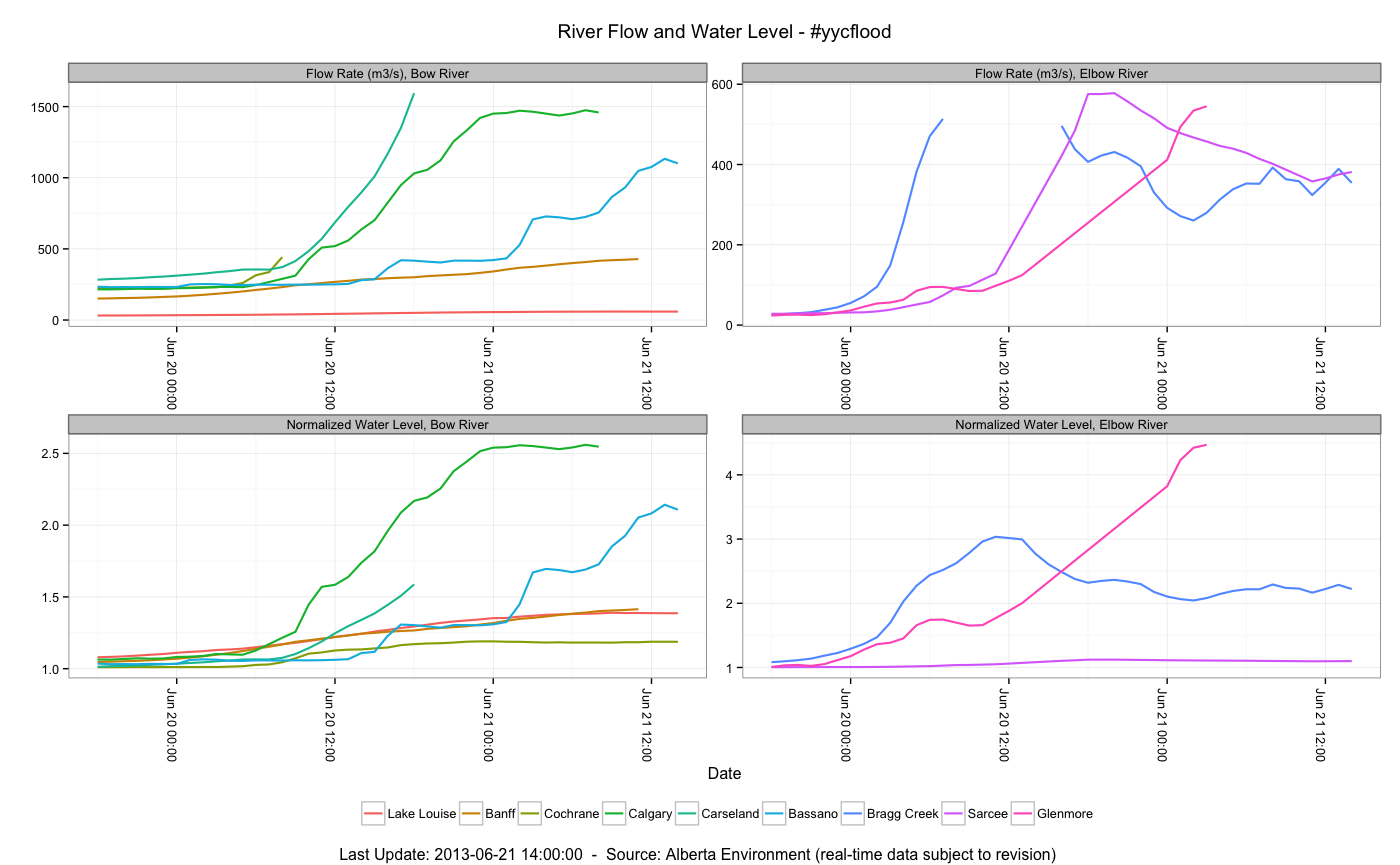 River Flow and Water Level - #yycflood
Flow Rate (m3/s), Bow River
Flow Rate (m3/s), Elbow River
1500
1000
500
0
600
400
200
0
Jun 20 00:00
Jun 20 12:00
Jun 21 00:00
Jun 21 12:00
Jun 20 00:00
Jun 20 12:00
Jun 21 00:00
Jun 21 12:00
Normalized Water Level, Bow River
Normalized Water Level, Elbow River
2.5
2.0
1.5
1.0
4
3
2
1
Jun 20 00:00
Jun 20 12:00
Jun 21 00:00
Jun 21 12:00
Jun 20 00:00
Jun 20 12:00
Jun 21 00:00
Jun 21 12:00
Date
Lake Louise Banff Cochrane Calgary Carseland Bassano Bragg Creek Sarcee Glenmore
Last Update: 2013-06-21 14:00:00 - Source: Alberta Environment (real-time data subject to revision)